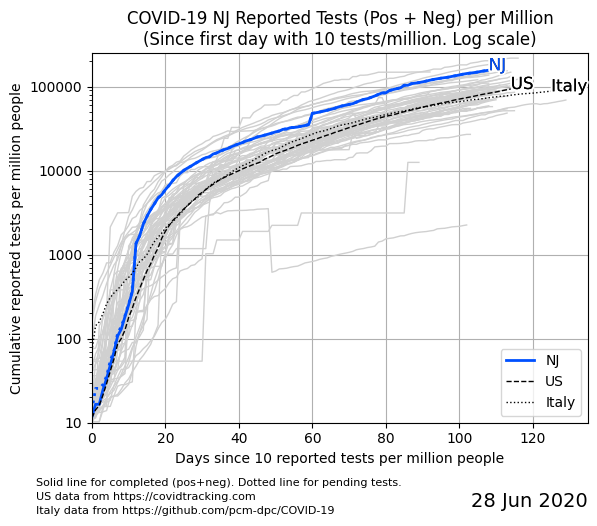 COVID-19 NJ Reported Tests (Pos + Neg) per Million
(Since first day with 10 tests/million. Log scale)
Cumulative reported tests per million people
100000
10000
1000
100
10
NJ
US
Italy
NJ
US
Italy
0 20 40 60 80 100 120
Days since 10 reported tests per million people
Solid line for completed (pos+neg). Dotted line for pending tests.
US data from https://covidtracking.com
Italy data from https://github.com/pcm-dpc/COVID-19
28 Jun 2020